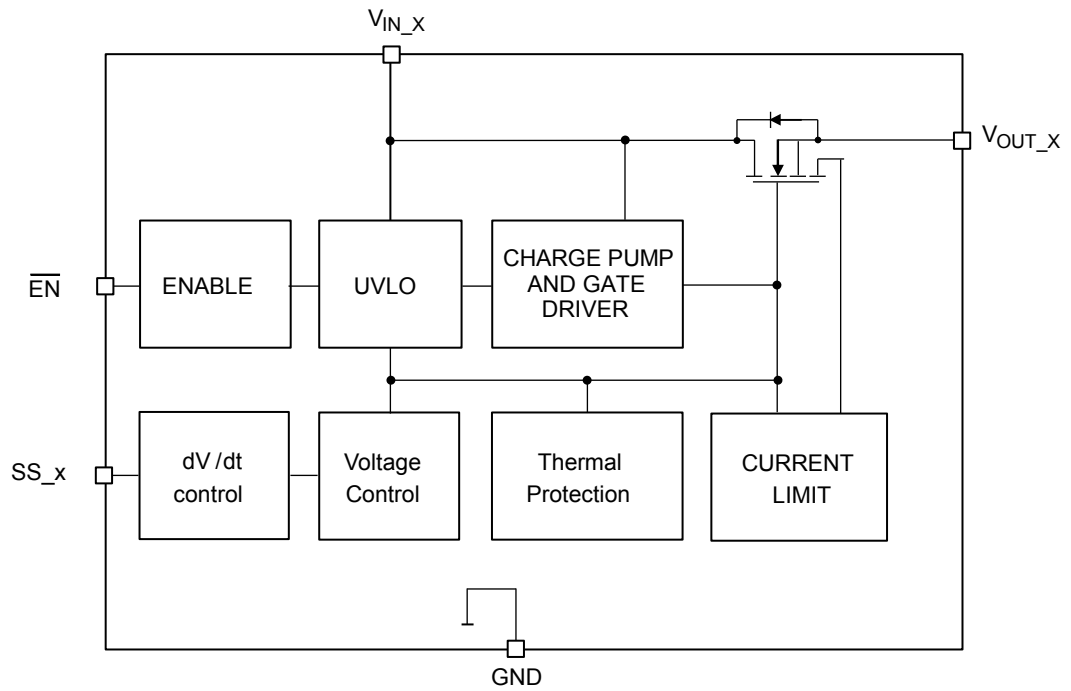 V_IN_X
V_OUT_X
E̅N̅
ENABLE
UVLO
CHARGE PUMP
AND GATE
DRIVER
SS_x
dV/dt
control
Voltage
Control
Thermal
Protection
CURRENT
LIMIT
GND